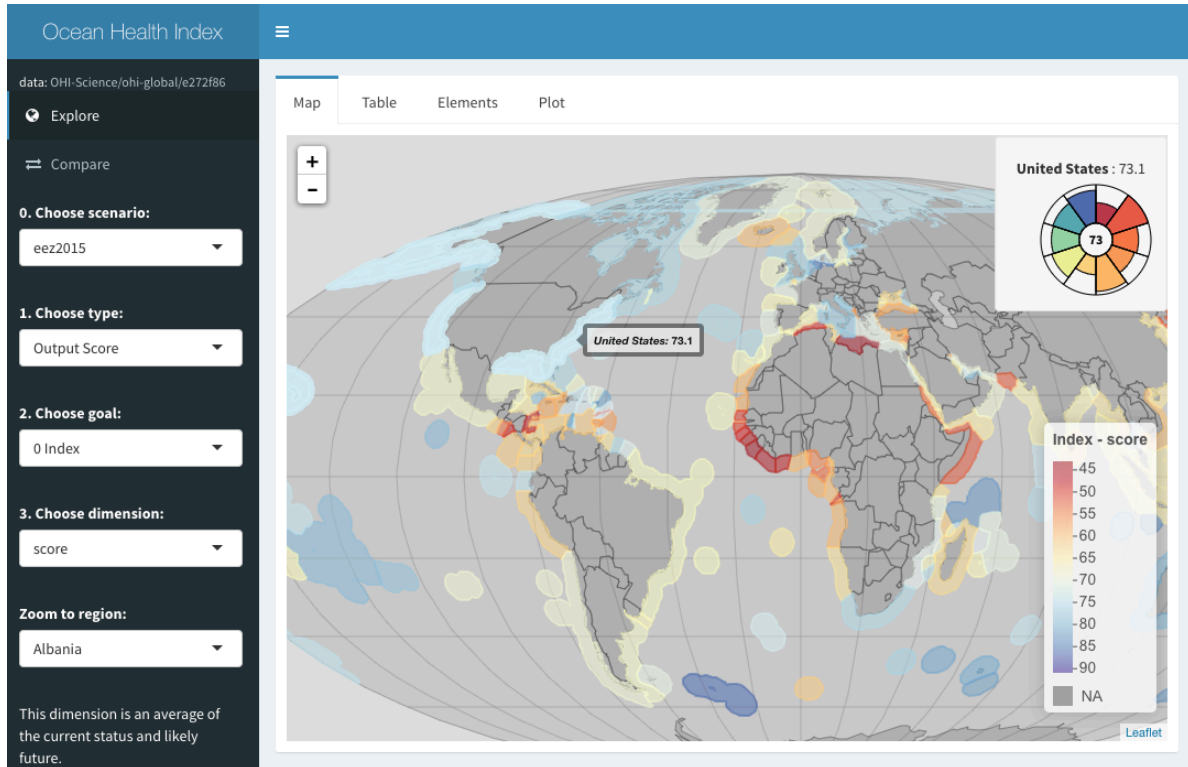 Ocean Health Index
data: OHI-Science/ohi-global/e272f86
Explore
Compare
0. Choose scenario:
eez2015
1. Choose type:
Output Score
2. Choose goal:
0 Index
3. Choose dimension:
score
Zoom to region:
Albania
This dimension is an average of
the current status and likely
future.
Map Table Elements Plot
+
−
United States : 73.1
73
United States: 73.1
Index - score
45
50
55
60
65
70
75
80
85
90
NA
Leaflet